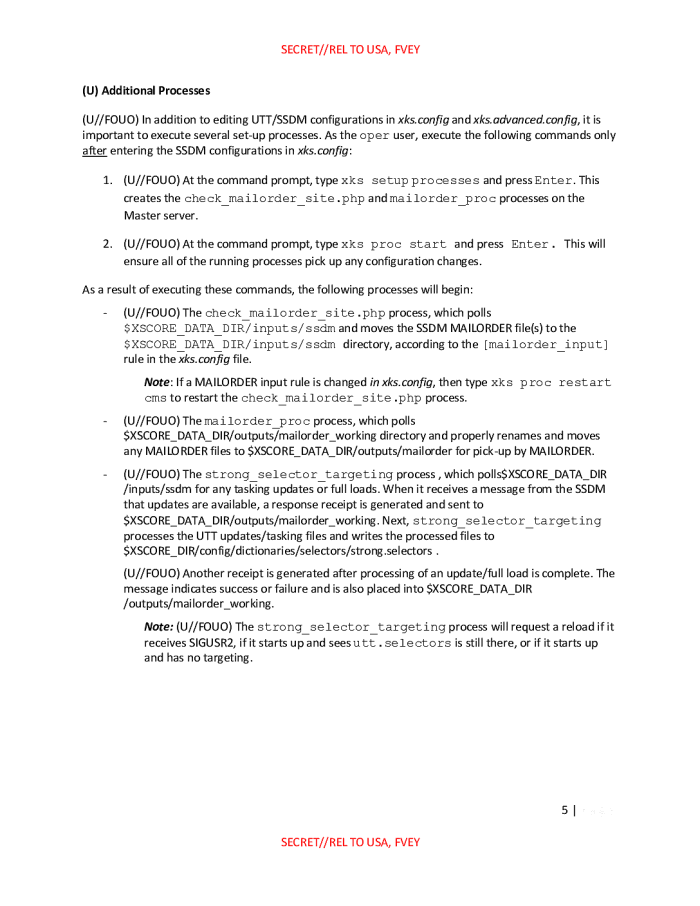 SECRET//REL TO USA, FVEY
(U) Additional Processes
(U//FOUO) In addition to editing UTT/SSDM configurations in xks.config and xks.advanced.config, it is
important to execute several set-up processes. As the oper user, execute the following commands only
after entering the SSDM configurations in xks.config:
1. (U//FOUO) At the command prompt, type xks setup processes and press Enter. This
creates the check_mailorder_site.php and mailorder_proc processes on the
Master server.
2. (U//FOUO) At the command prompt, type xks proc start and press Enter. This will
ensure all of the running processes pick up any configuration changes.
As a result of executing these commands, the following processes will begin:
- (U//FOUO) The check_mailorder_site.php process, which polls
$XSCORE_DATA_DIR/inputs/ssdm and moves the SSDM MAILORDER file(s) to the
$XSCORE_DATA_DIR/inputs/ssdm directory, according to the [mailorder_input]
rule in the xks.config file.
Note: If a MAILORDER input rule is changed in xks.config, then type xks proc restart
cms to restart the check_mailorder_site.php process.
- (U//FOUO) The mailorder_proc process, which polls
$XSCORE_DATA_DIR/outputs/mailorder_working directory and properly renames and moves
any MAILORDER files to $XSCORE_DATA_DIR/outputs/mailorder for pick-up by MAILORDER.
- (U//FOUO) The strong_selector_targeting process , which polls$XSCORE_DATA_DIR
/inputs/ssdm for any tasking updates or full loads. When it receives a message from the SSDM
that updates are available, a response receipt is generated and sent to
$XSCORE_DATA_DIR/outputs/mailorder_working. Next, strong_selector_targeting
processes the UTT updates/tasking files and writes the processed files to
$XSCORE_DIR/config/dictionaries/selectors/strong.selectors .
(U//FOUO) Another receipt is generated after processing of an update/full load is complete. The
message indicates success or failure and is also placed into $XSCORE_DATA_DIR
/outputs/mailorder_working.
Note: (U//FOUO) The strong_selector_targeting process will request a reload if it
receives SIGUSR2, if it starts up and sees utt.selectors is still there, or if it starts up
and has no targeting.
5 |
SECRET//REL TO USA, FVEY